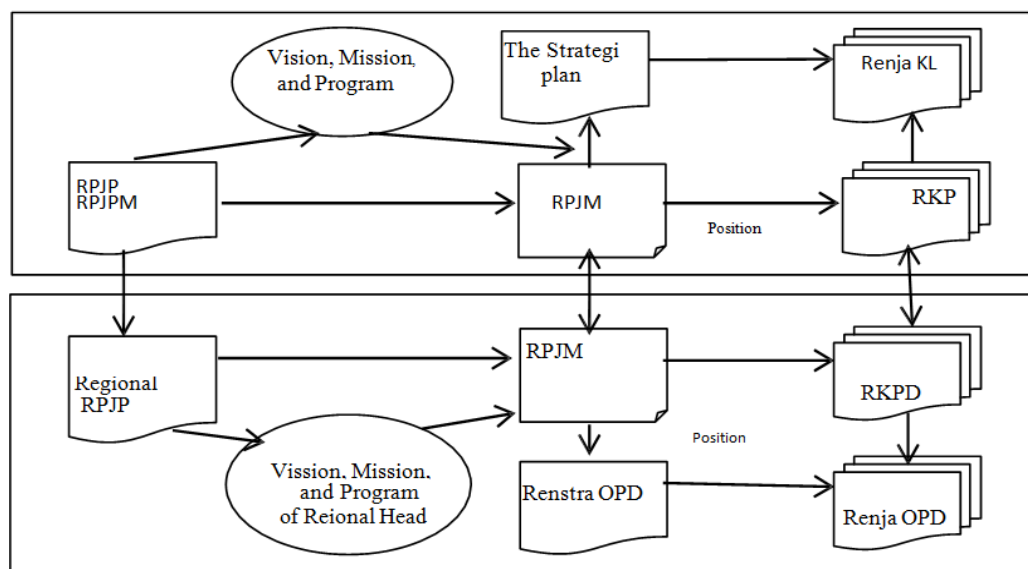 Vision, Mission,
and Program
The Strategi
plan
Renja KL
RPJP
RPJPM
RPJM
RKP
Position
Regional
RPJP
RPJM
RKPD
Position
Vission, Mission,
and Program
of Reional Head
Renstra OPD
Renja OPD